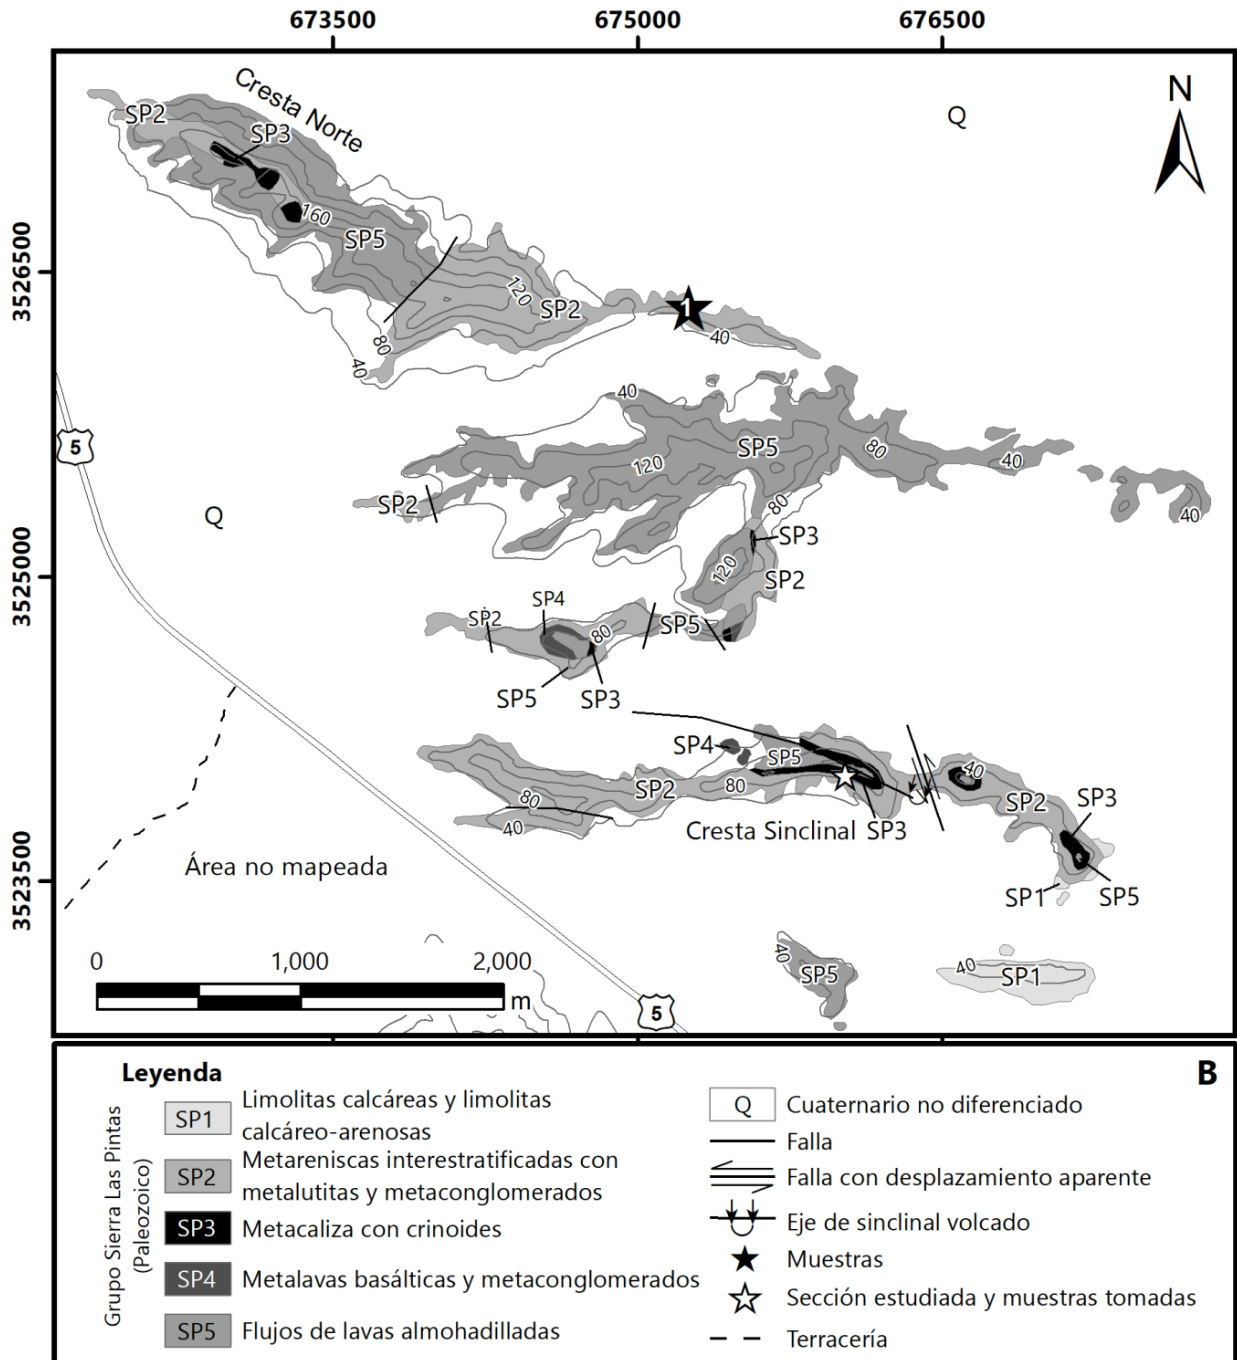 673500
675000
676500
Cresta Norte
N
SP2
Q
SP3
160
SP5
3526500
120
SP2
1
40
80
40
40
5
SP5
80
120
40
SP2
40
Q
80
SP3
3525000
120
SP2
SP4
SP2
80
SP5
SP5
SP3
SP4
SP5
40
80
SP2
SP2
80
SP3
40
Cresta Sinclinal SP3
Área no mapeada
3523500
SP1
SP5
0
1,000
2,000
m
40
SP5
40
SP1
5
Leyenda
B
Grupo Sierra Las Pintas
(Paleozoico)
SP1
Limolitas calcáreas y limolitas
calcáreo-arenosas
SP2
Metareniscas interestratificadas con
metalutitas y metaconglomerados
SP3
Metacaliza con crinoides
SP4
Metalavas basálticas y metaconglomerados
SP5
Flujos de lavas almohadilladas
Q
Cuaternario no diferenciado
Falla
Falla con desplazamiento aparente
Eje de sinclinal volcado
Muestras
Sección estudiada y muestras tomadas
Terracería